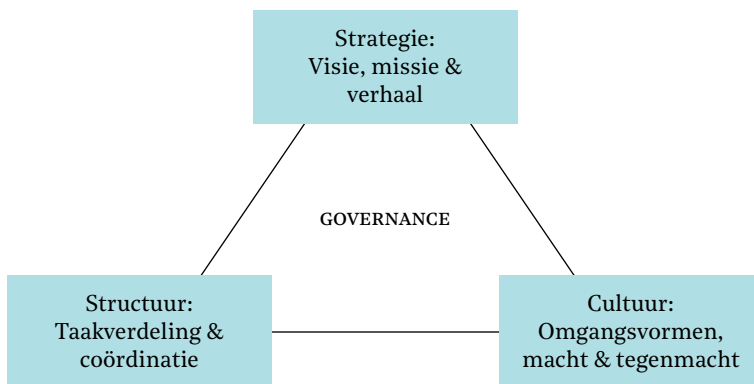 Strategie:
Visie, missie &
verhaal
GOVERNANCE
Structuur:
Taakverdeling &
coördinatie
Cultuur:
Omgangsvormen,
macht & tegenmacht